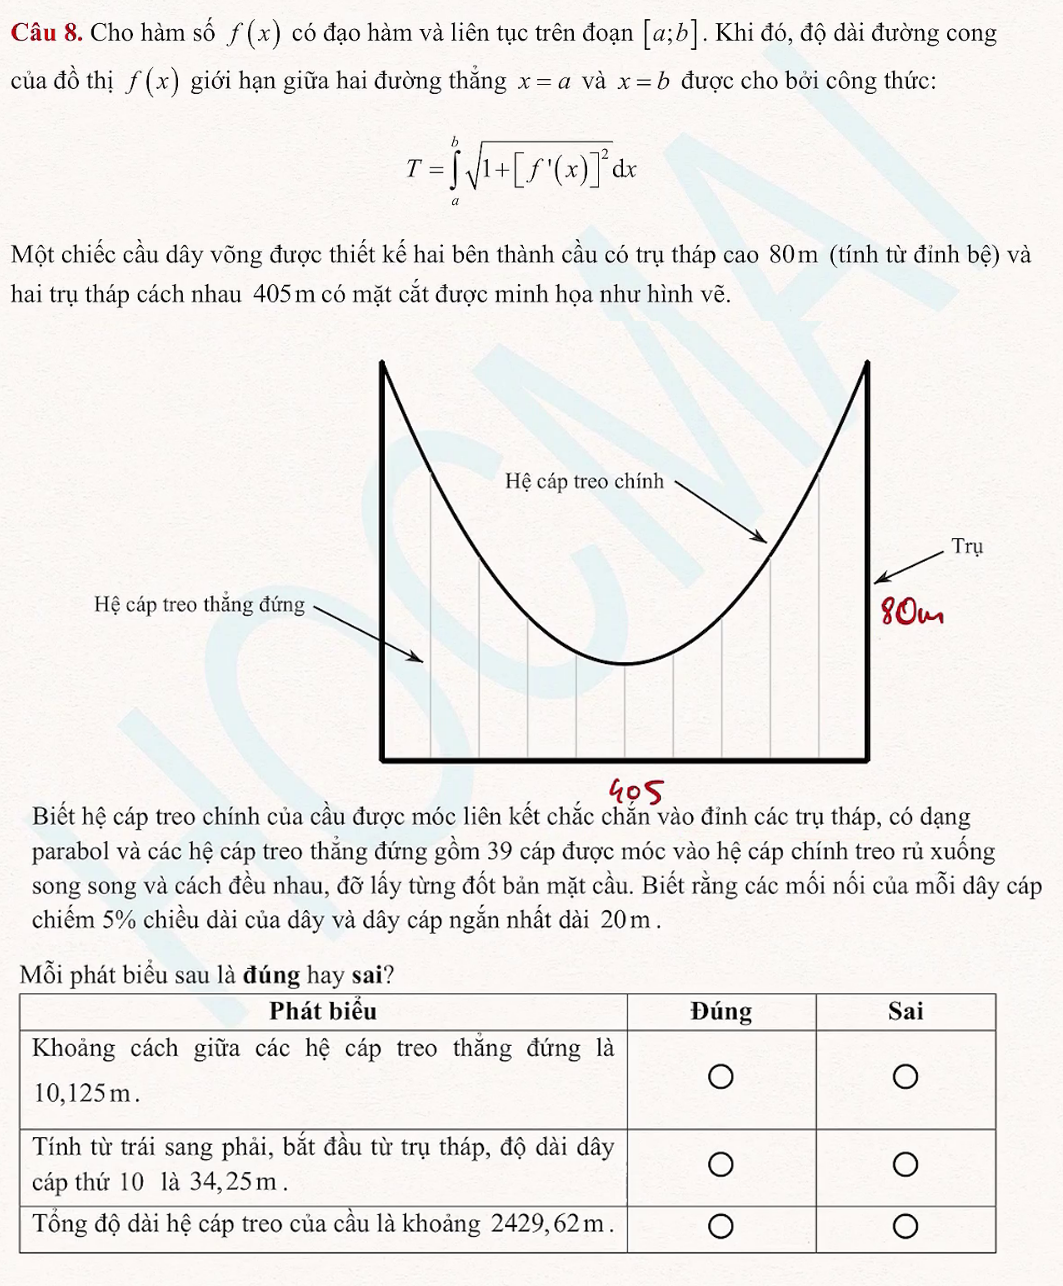 Câu 8. Cho hàm số f(x) có đạo hàm và liên tục trên đoạn [a;b]. Khi đó, độ dài đường cong
của đồ thị f(x) giới hạn giữa hai đường thẳng x = a và x = b được cho bởi công thức:
T = ∫_a^b √(1+[f'(x)]²) dx
Một chiếc cầu dây võng được thiết kế hai bên thành cầu có trụ tháp cao 80m (tính từ đỉnh bệ) và
hai trụ tháp cách nhau 405m có mặt cắt được minh họa như hình vẽ.
Hệ cáp treo chính
Trụ
Hệ cáp treo thẳng đứng
80m
405
Biết hệ cáp treo chính của cầu được móc liên kết chắc chắn vào đỉnh các trụ tháp, có dạng
parabol và các hệ cáp treo thẳng đứng gồm 39 cáp được móc vào hệ cáp chính treo rủ xuống
song song và cách đều nhau, đỡ lấy từng đốt bản mặt cầu. Biết rằng các mối nối của mỗi dây cáp
chiếm 5% chiều dài của dây và dây cáp ngắn nhất dài 20m.
Mỗi phát biểu sau là đúng hay sai?
Phát biểu Đúng Sai
Khoảng cách giữa các hệ cáp treo thẳng đứng là
10,125m.
Tính từ trái sang phải, bắt đầu từ trụ tháp, độ dài dây
cáp thứ 10 là 34,25m.
Tổng độ dài hệ cáp treo của cầu là khoảng 2429,62m.
HOCMAI